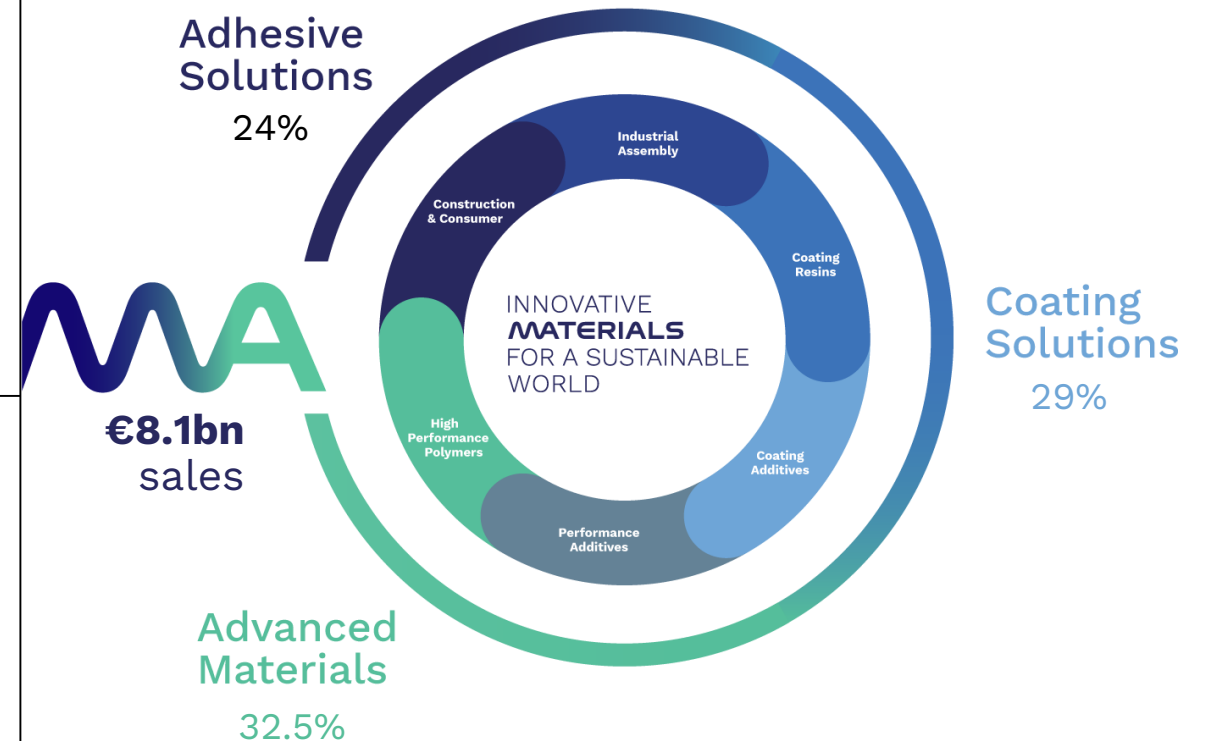 Adhesive
Solutions
24%
Industrial
Assembly
Construction
& Consumer
Coating
Resins
INNOVATIVE
MATERIALS
FOR A SUSTAINABLE
WORLD
Coating
Solutions
29%
MA
€8.1bn
sales
High
Performance
Polymers
Coating
Additives
Performance
Additives
Advanced
Materials
32.5%